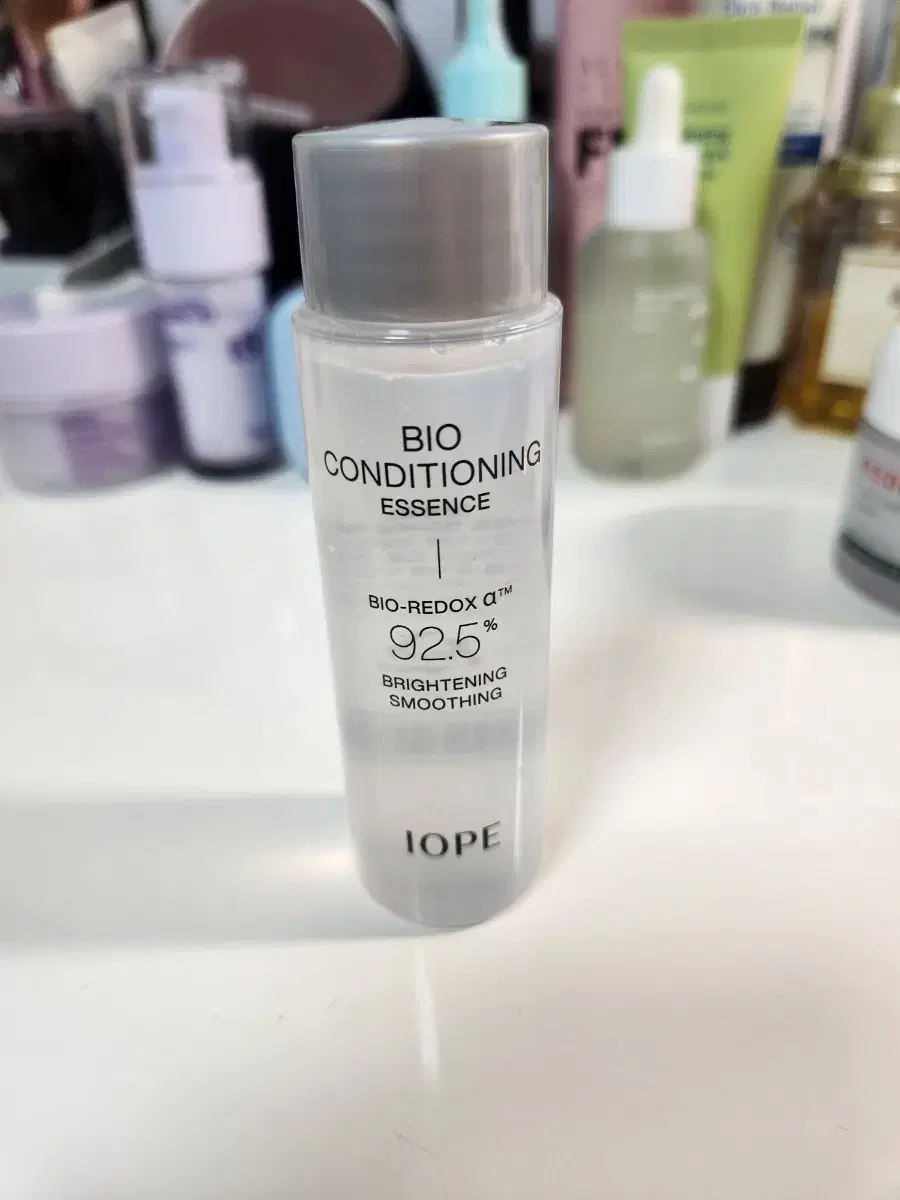 BIO
CONDITIONING
ESSENCE
BIO-REDOX α™
92.5%
BRIGHTENING
SMOOTHING
IOPE